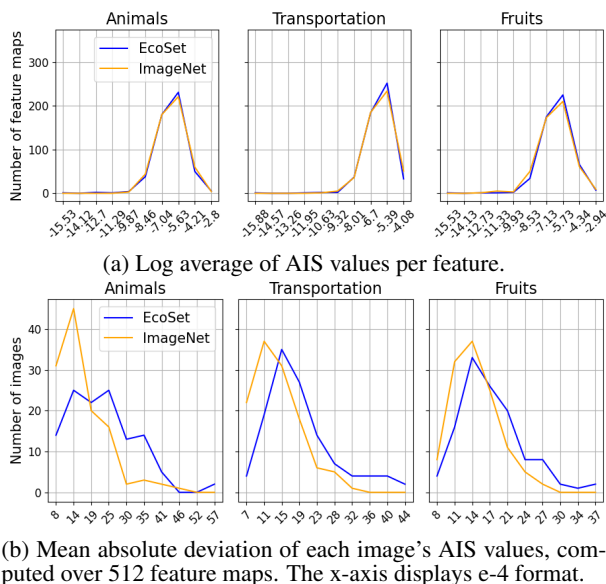 Animals Transportation Fruits
Number of feature maps
300
200
100
0
EcoSet
ImageNet
-15.53 -14.12 -12.7 -11.29 -9.87 -8.46 -7.04 -5.63 -4.21 -2.8
-15.88 -14.57 -13.26 -11.95 -10.63 -9.32 -8.01 -6.7 -5.39 -4.08
-15.53 -14.13 -12.73 -11.33 -9.93 -8.53 -7.13 -5.73 -4.34 -2.94
(a) Log average of AIS values per feature.
Animals Transportation Fruits
Number of images
40
30
20
10
0
EcoSet
ImageNet
EcoSet
ImageNet
EcoSet
ImageNet
8 14 19 25 30 35 41 46 52 57
7 11 15 19 23 28 32 36 40 44
4 8 11 14 17 21 24 27 30 34 37
(b) Mean absolute deviation of each image's AIS values, com-
puted over 512 feature maps. The x-axis displays e-4 format.